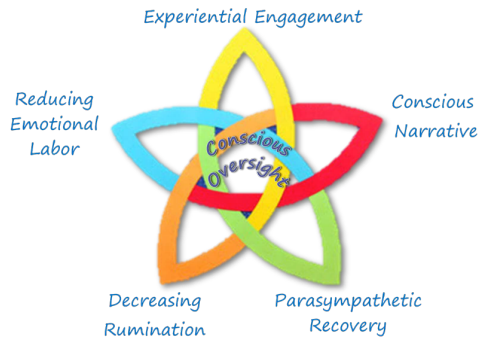 Experiential Engagement
Reducing
Emotional
Labor
Conscious
Narrative
Conscious
Oversight
Decreasing
Rumination
Parasympathetic
Recovery